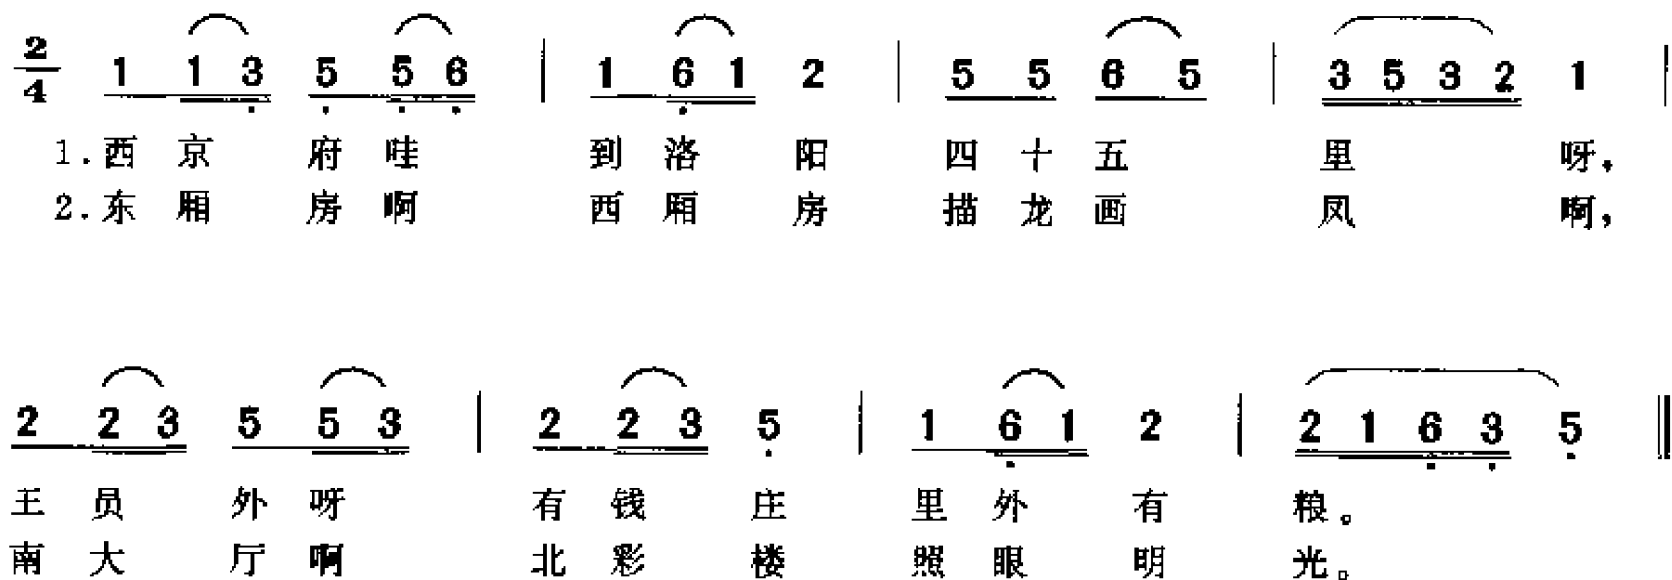 2/4 1 1 3 5 5 6 | 1 6 1 2 | 5 5 6 5 | 3 5 3 2 1 |
1.西京府哇到洛阳四十五里呀，
2.东厢房啊西厢房描龙画凤啊，
2 2 3 5 5 3 | 2 2 3 5 | 1 6 1 2 | 2 1 6 3 5 ‖
王员外呀有钱庄里外有粮。
南大厅啊北彩楼照眼明光。